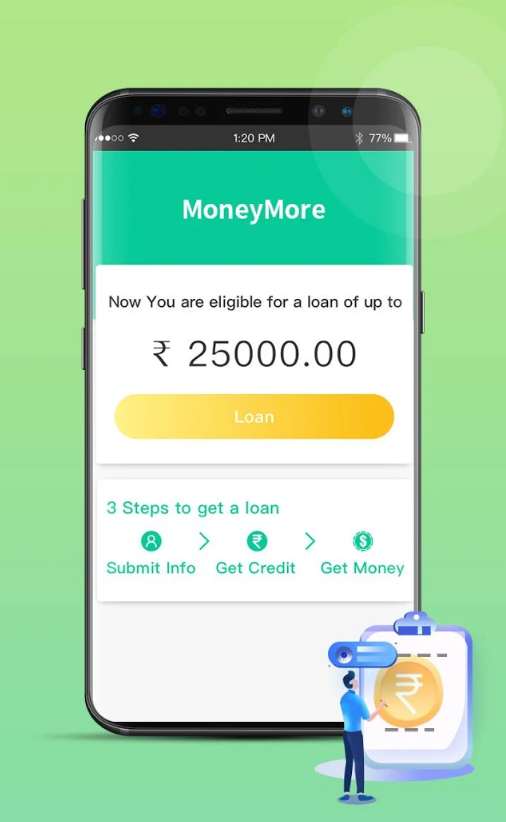 1:20 PM
77%
MoneyMore
Now You are eligible for a loan of up to
₹ 25000.00
Loan
3 Steps to get a loan
₹
$
Submit Info
Get Credit
Get Money
₹